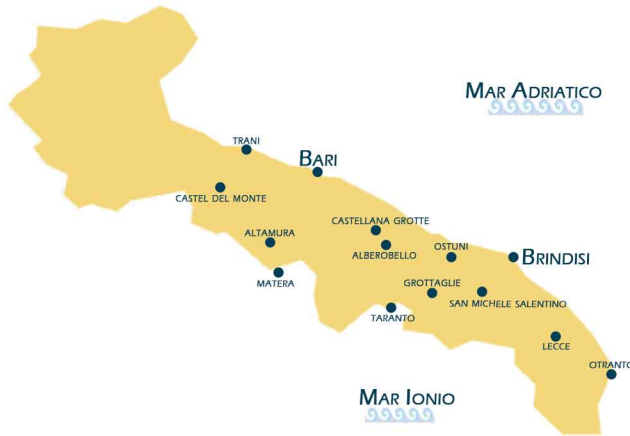 MAR ADRIATICO
TRANI
BARI
CASTEL DEL MONTE
CASTELLANA GROTTE
ALTAMURA
ALBEROBELLO
OSTUNI
BRINDISI
MATERA
GROTTAGLIE
SAN MICHELE SALENTINO
TARANTO
LECCE
OTRANTO
MAR IONIO